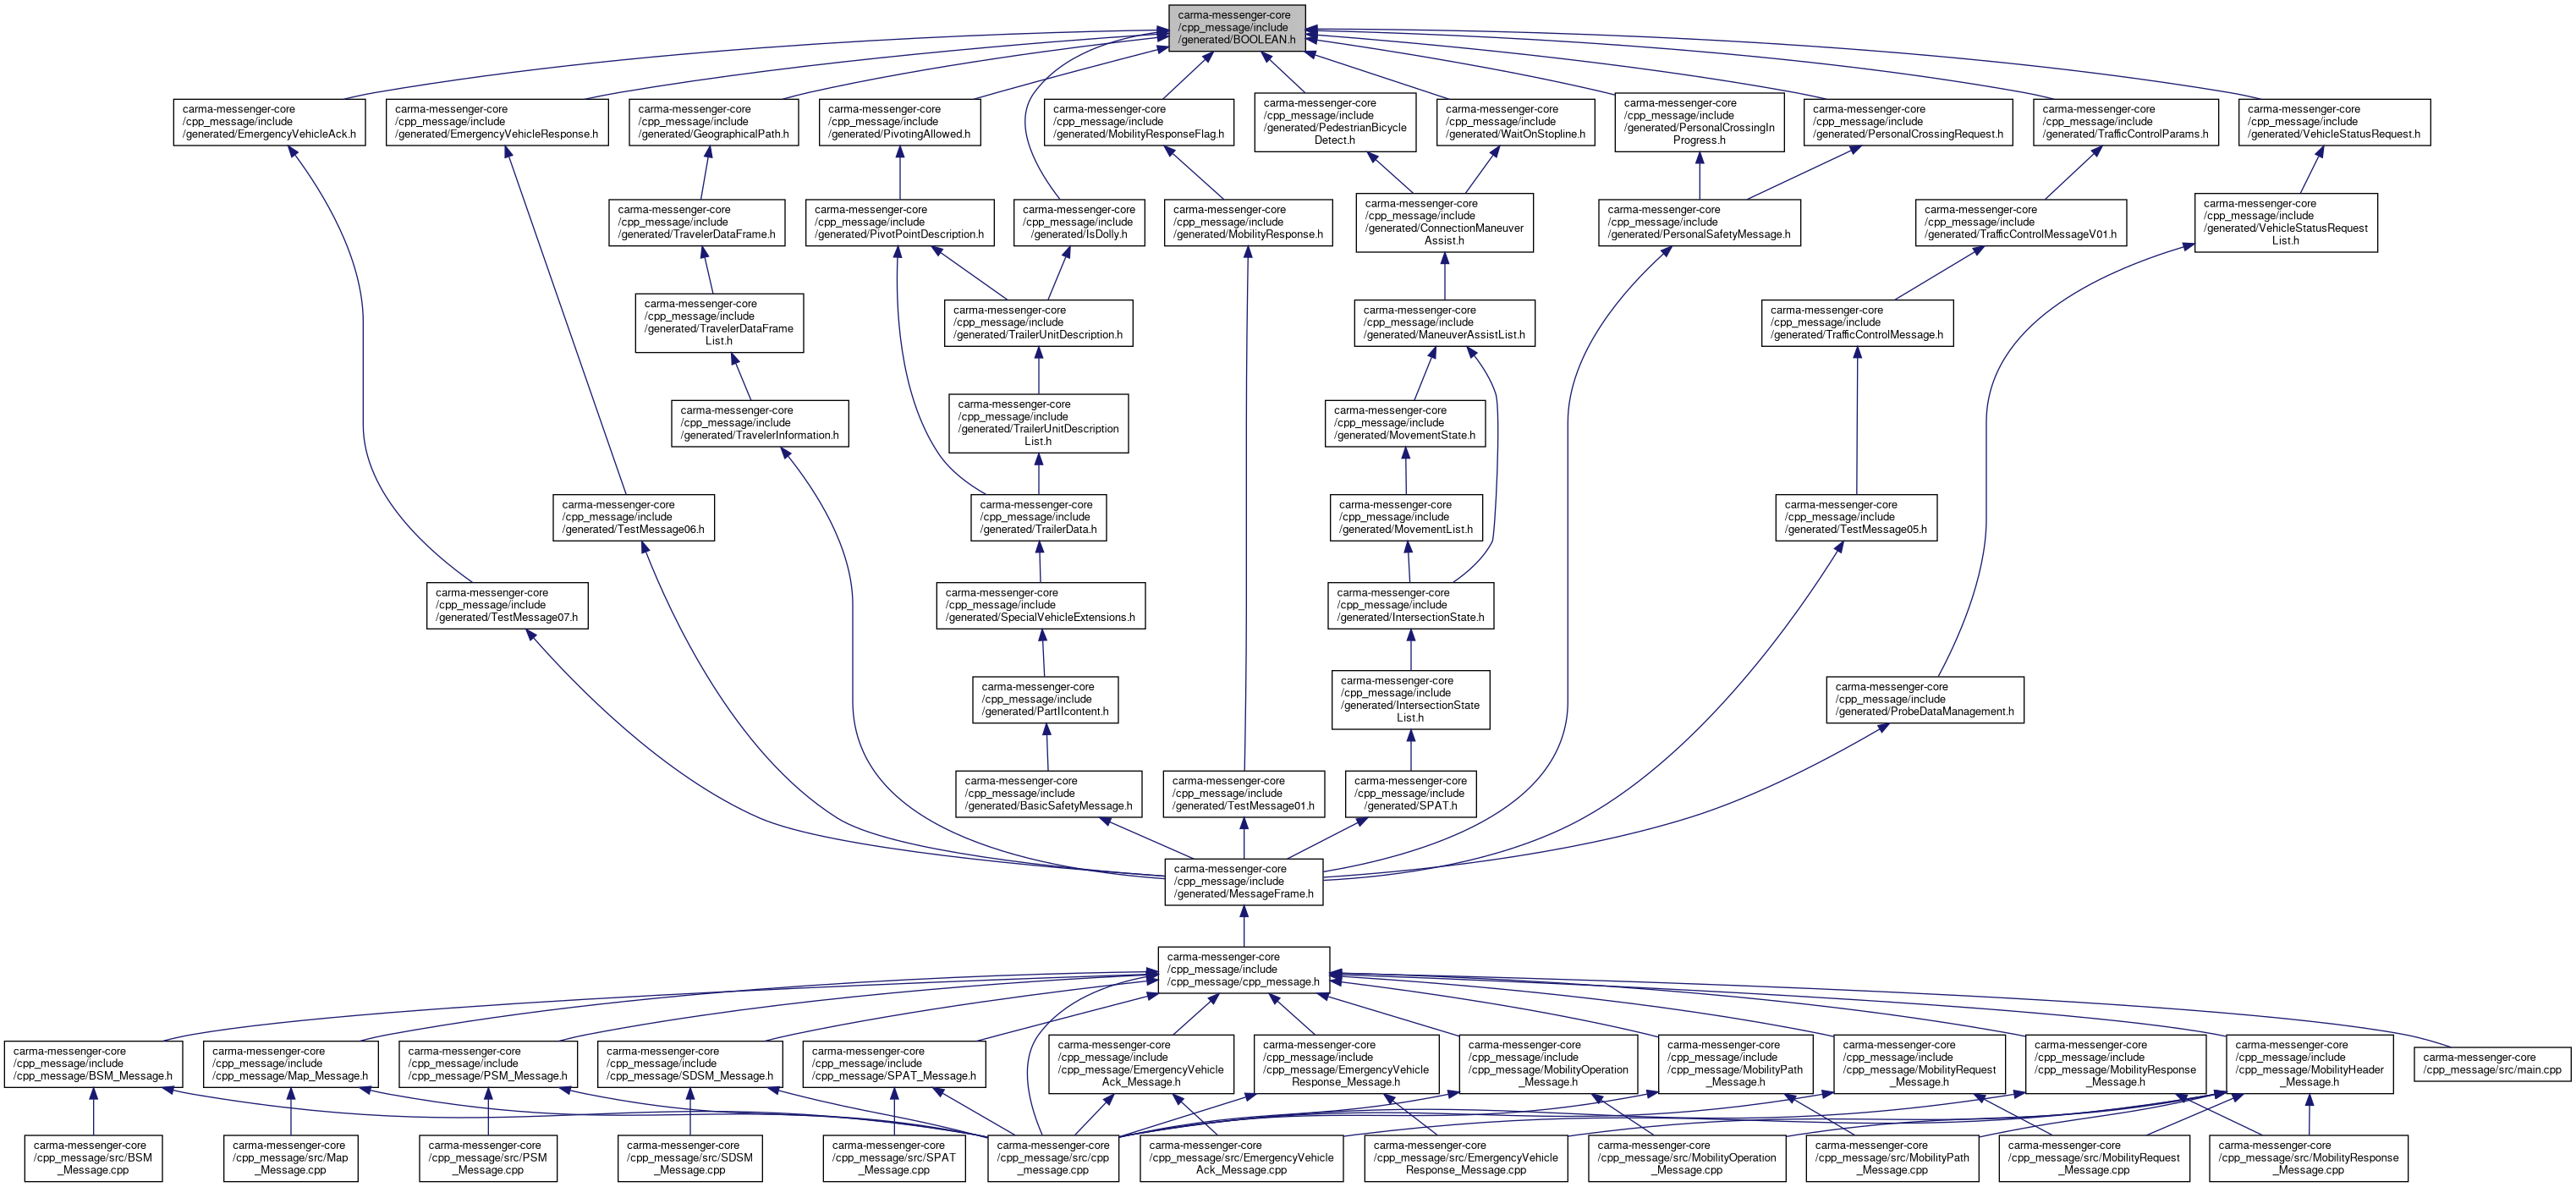 carma-messenger-core
/cpp_message/include
/generated/BOOLEAN.h
carma-messenger-core
/cpp_message/include
/generated/EmergencyVehicleAck.h
carma-messenger-core
/cpp_message/include
/generated/EmergencyVehicleResponse.h
carma-messenger-core
/cpp_message/include
/generated/GeographicalPath.h
carma-messenger-core
/cpp_message/include
/generated/PivotingAllowed.h
carma-messenger-core
/cpp_message/include
/generated/MobilityResponseFlag.h
carma-messenger-core
/cpp_message/include
/generated/PedestrianBicycle
Detect.h
carma-messenger-core
/cpp_message/include
/generated/WaitOnStopline.h
carma-messenger-core
/cpp_message/include
/generated/PersonalCrossingIn
Progress.h
carma-messenger-core
/cpp_message/include
/generated/PersonalCrossingRequest.h
carma-messenger-core
/cpp_message/include
/generated/TrafficControlParams.h
carma-messenger-core
/cpp_message/include
/generated/VehicleStatusRequest.h
carma-messenger-core
/cpp_message/include
/generated/TravelerDataFrame.h
carma-messenger-core
/cpp_message/include
/generated/PivotPointDescription.h
carma-messenger-core
/cpp_message/include
/generated/IsDolly.h
carma-messenger-core
/cpp_message/include
/generated/MobilityResponse.h
carma-messenger-core
/cpp_message/include
/generated/ConnectionManeuver
Assist.h
carma-messenger-core
/cpp_message/include
/generated/PersonalSafetyMessage.h
carma-messenger-core
/cpp_message/include
/generated/TrafficControlMessageV01.h
carma-messenger-core
/cpp_message/include
/generated/VehicleStatusRequest
List.h
carma-messenger-core
/cpp_message/include
/generated/TravelerDataFrame
List.h
carma-messenger-core
/cpp_message/include
/generated/TrailerUnitDescription.h
carma-messenger-core
/cpp_message/include
/generated/ManeuverAssistList.h
carma-messenger-core
/cpp_message/include
/generated/TrafficControlMessage.h
carma-messenger-core
/cpp_message/include
/generated/TravelerInformation.h
carma-messenger-core
/cpp_message/include
/generated/TrailerUnitDescription
List.h
carma-messenger-core
/cpp_message/include
/generated/MovementState.h
carma-messenger-core
/cpp_message/include
/generated/TestMessage06.h
carma-messenger-core
/cpp_message/include
/generated/TrailerData.h
carma-messenger-core
/cpp_message/include
/generated/MovementList.h
carma-messenger-core
/cpp_message/include
/generated/TestMessage05.h
carma-messenger-core
/cpp_message/include
/generated/TestMessage07.h
carma-messenger-core
/cpp_message/include
/generated/SpecialVehicleExtensions.h
carma-messenger-core
/cpp_message/include
/generated/IntersectionState.h
carma-messenger-core
/cpp_message/include
/generated/PartIIcontent.h
carma-messenger-core
/cpp_message/include
/generated/IntersectionState
List.h
carma-messenger-core
/cpp_message/include
/generated/ProbeDataManagement.h
carma-messenger-core
/cpp_message/include
/generated/BasicSafetyMessage.h
carma-messenger-core
/cpp_message/include
/generated/TestMessage01.h
carma-messenger-core
/cpp_message/include
/generated/SPAT.h
carma-messenger-core
/cpp_message/include
/generated/MessageFrame.h
carma-messenger-core
/cpp_message/include
/cpp_message/cpp_message.h
carma-messenger-core
/cpp_message/include
/cpp_message/BSM_Message.h
carma-messenger-core
/cpp_message/include
/cpp_message/Map_Message.h
carma-messenger-core
/cpp_message/include
/cpp_message/PSM_Message.h
carma-messenger-core
/cpp_message/include
/cpp_message/SDSM_Message.h
carma-messenger-core
/cpp_message/include
/cpp_message/SPAT_Message.h
carma-messenger-core
/cpp_message/include
/cpp_message/EmergencyVehicle
Ack_Message.h
carma-messenger-core
/cpp_message/include
/cpp_message/EmergencyVehicle
Response_Message.h
carma-messenger-core
/cpp_message/include
/cpp_message/MobilityOperation
_Message.h
carma-messenger-core
/cpp_message/include
/cpp_message/MobilityPath
_Message.h
carma-messenger-core
/cpp_message/include
/cpp_message/MobilityRequest
_Message.h
carma-messenger-core
/cpp_message/include
/cpp_message/MobilityResponse
_Message.h
carma-messenger-core
/cpp_message/include
/cpp_message/MobilityHeader
_Message.h
carma-messenger-core
/cpp_message/src/main.cpp
carma-messenger-core
/cpp_message/src/BSM
_Message.cpp
carma-messenger-core
/cpp_message/src/Map
_Message.cpp
carma-messenger-core
/cpp_message/src/PSM
_Message.cpp
carma-messenger-core
/cpp_message/src/SDSM
_Message.cpp
carma-messenger-core
/cpp_message/src/SPAT
_Message.cpp
carma-messenger-core
/cpp_message/src/cpp
_message.cpp
carma-messenger-core
/cpp_message/src/EmergencyVehicle
Ack_Message.cpp
carma-messenger-core
/cpp_message/src/EmergencyVehicle
Response_Message.cpp
carma-messenger-core
/cpp_message/src/MobilityOperation
_Message.cpp
carma-messenger-core
/cpp_message/src/MobilityPath
_Message.cpp
carma-messenger-core
/cpp_message/src/MobilityRequest
_Message.cpp
carma-messenger-core
/cpp_message/src/MobilityResponse
_Message.cpp